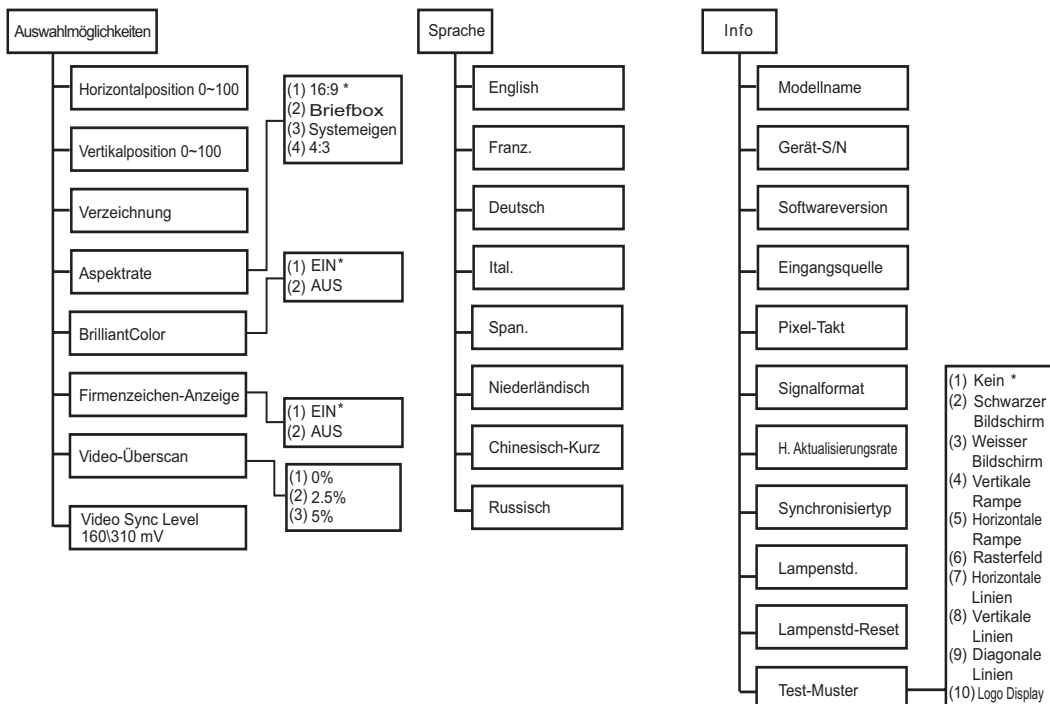 Auswahlmöglichkeiten
Horizontalposition 0~100
Vertikalposition 0~100
Verzeichnung
Aspektrate
BrilliantColor
Firmenzeichen-Anzeige
Video-Überscan
Video Sync Level
160\310 mV
(1) 16:9 *
(2) Briefbox
(3) Systemeigen
(4) 4:3
(1) EIN*
(2) AUS
(1) EIN*
(2) AUS
(1) 0%
(2) 2.5%
(3) 5%
Sprache
English
Franz.
Deutsch
Ital.
Span.
Niederländisch
Chinesisch-Kurz
Russisch
Info
Modellname
Gerät-S/N
Softwareversion
Eingangsquelle
Pixel-Takt
Signalformat
H. Aktualisierungsrate
Synchronisiertyp
Lampenstd.
Lampenstd-Reset
Test-Muster
(1) Kein *
(2) Schwarzer
Bildschirm
(3) Weisser
Bildschirm
(4) Vertikale
Rampe
(5) Horizontale
Rampe
(6) Rasterfeld
(7) Horizontale
Linien
(8) Vertikale
Linien
(9) Diagonale
Linien
(10) Logo Display